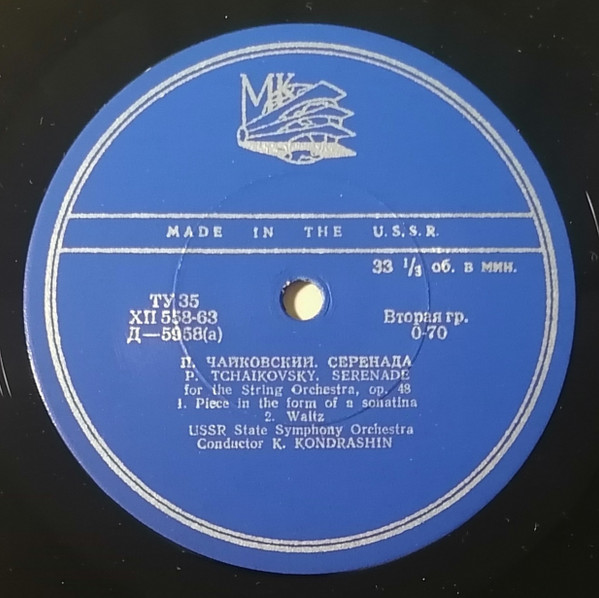 МК
MADE IN THE U.S.S.R.
33 1/3 об. в мин.
ТУ 35
ХП 558-63
Д—5958(а)
Вторая гр.
0-70
П. ЧАЙКОВСКИЙ. СЕРЕНАДА
P. TCHAIKOVSKY. SERENADE
for the String Orchestra, op. 48
1. Piece in the form of a sonatina
2. Waltz
USSR State Symphony Orchestra
Conductor K. KONDRASHIN